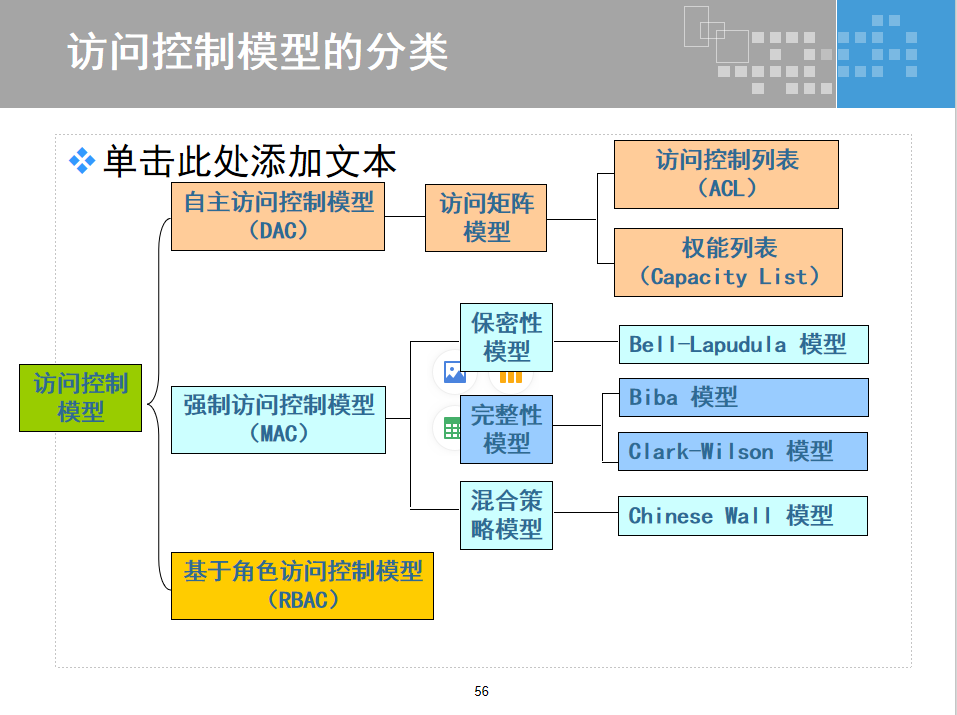 访问控制模型的分类
单击此处添加文本
自主访问控制模型
（DAC）
访问矩阵
模型
访问控制列表
（ACL）
权能列表
（Capacity List）
访问控制
模型
强制访问控制模型
（MAC）
保密性
模型
Bell-Lapudula 模型
完整性
模型
Biba 模型
Clark-Wilson 模型
混合策
略模型
Chinese Wall 模型
基于角色访问控制模型
（RBAC）
56